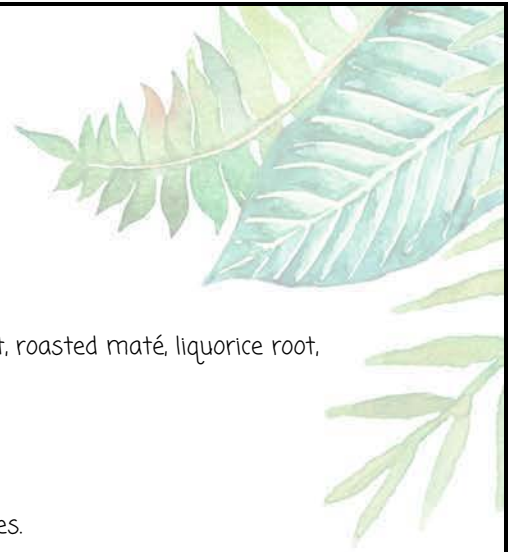 , roasted maté, liquorice root,
es.